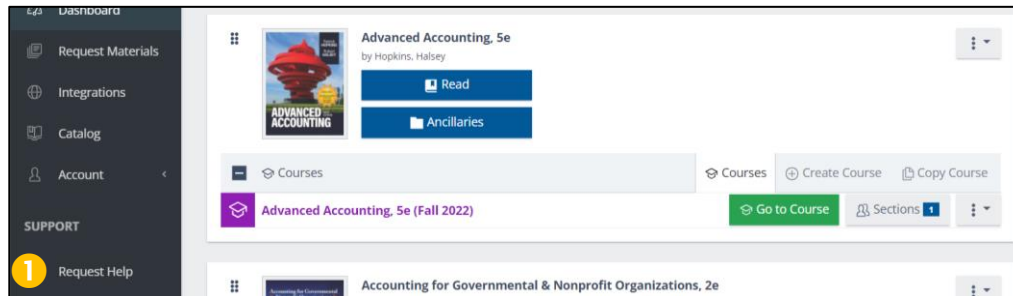 Dashboard
Request Materials
Integrations
Catalog
Account
SUPPORT
1
Request Help
Advanced Accounting, 5e
by Hopkins, Halsey
Read
Ancillaries
ADVANCED
ACCOUNTING
Courses
Courses
Create Course
Copy Course
Advanced Accounting, 5e (Fall 2022)
Go to Course
Sections 1
Accounting for Governmental & Nonprofit Organizations, 2e